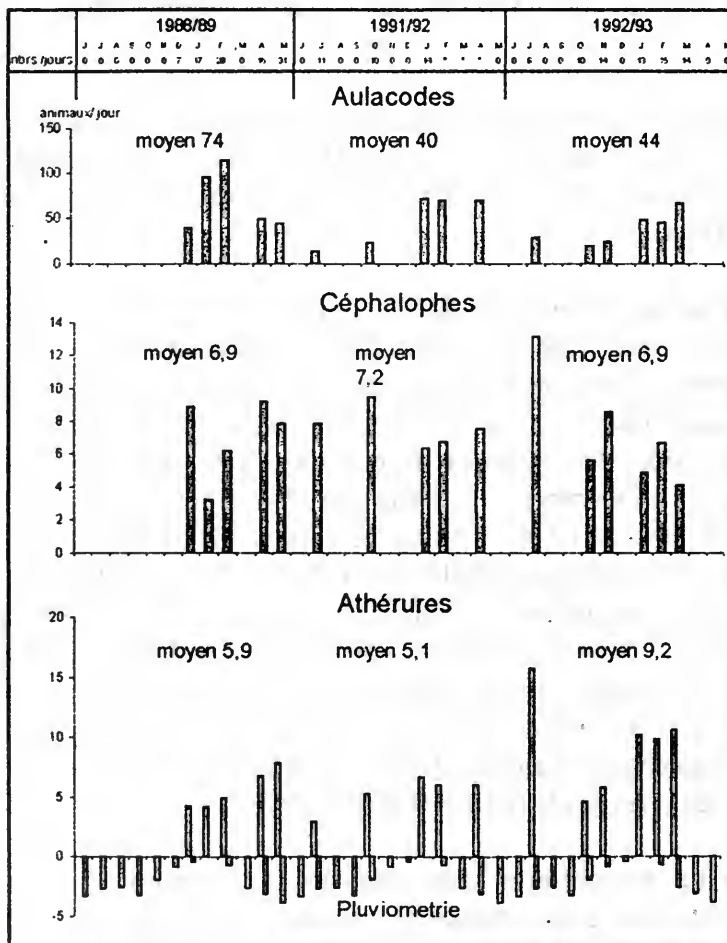 1988/89 1991/92 1992/93
J J A S O N D J F M A M J J A S O N D J F M A M J J A S O N D J F M A
nbrs/jours
Aulacodes
animaux/jour
150
moyen 74 moyen 40 moyen 44
100
50
0
Céphalophes
14
12
moyen 6,9 moyen 7,2 moyen 6,9
10
8
6
4
2
0
Athérures
20
moyen 5,9 moyen 5,1 moyen 9,2
15
10
5
0
-5
Pluviometrie